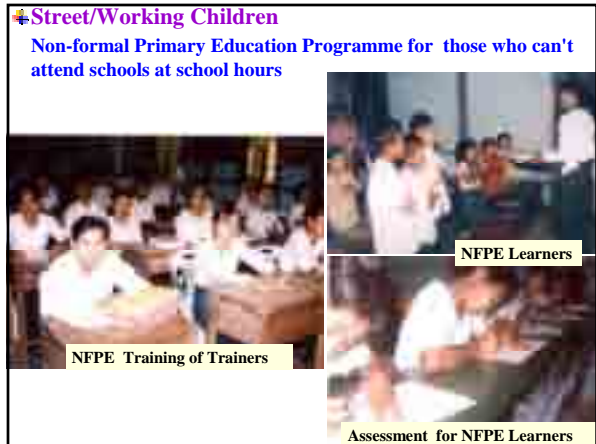 Street/Working Children
Non-formal Primary Education Programme for those who can't
attend schools at school hours
NFPE Learners
NFPE Training of Trainers
Assessment for NFPE Learners